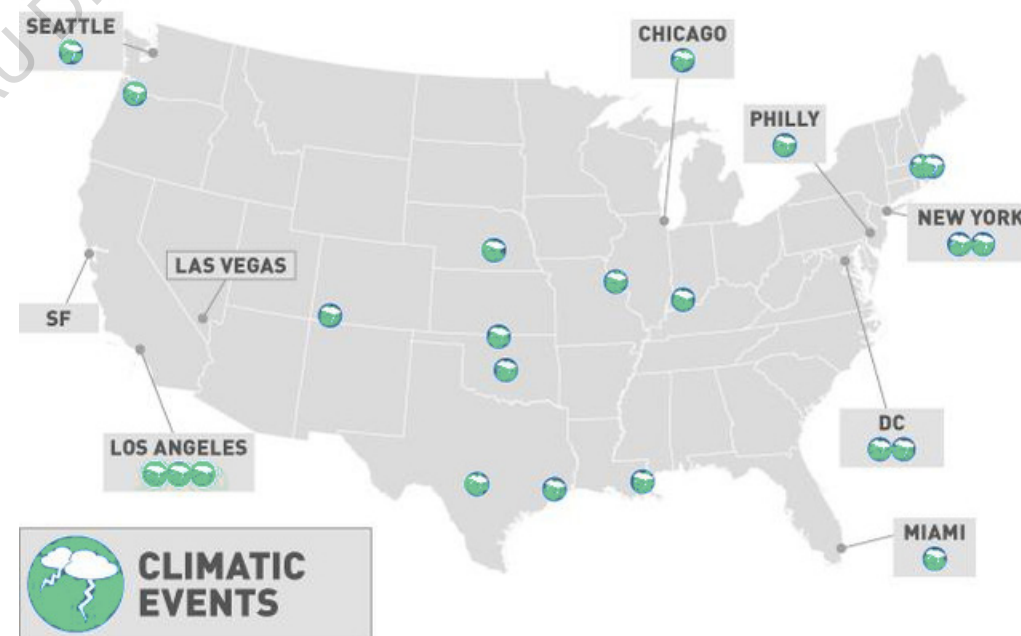 SEATTLE
CHICAGO
PHILLY
NEW YORK
LAS VEGAS
SF
LOS ANGELES
DC
MIAMI
CLIMATIC
EVENTS